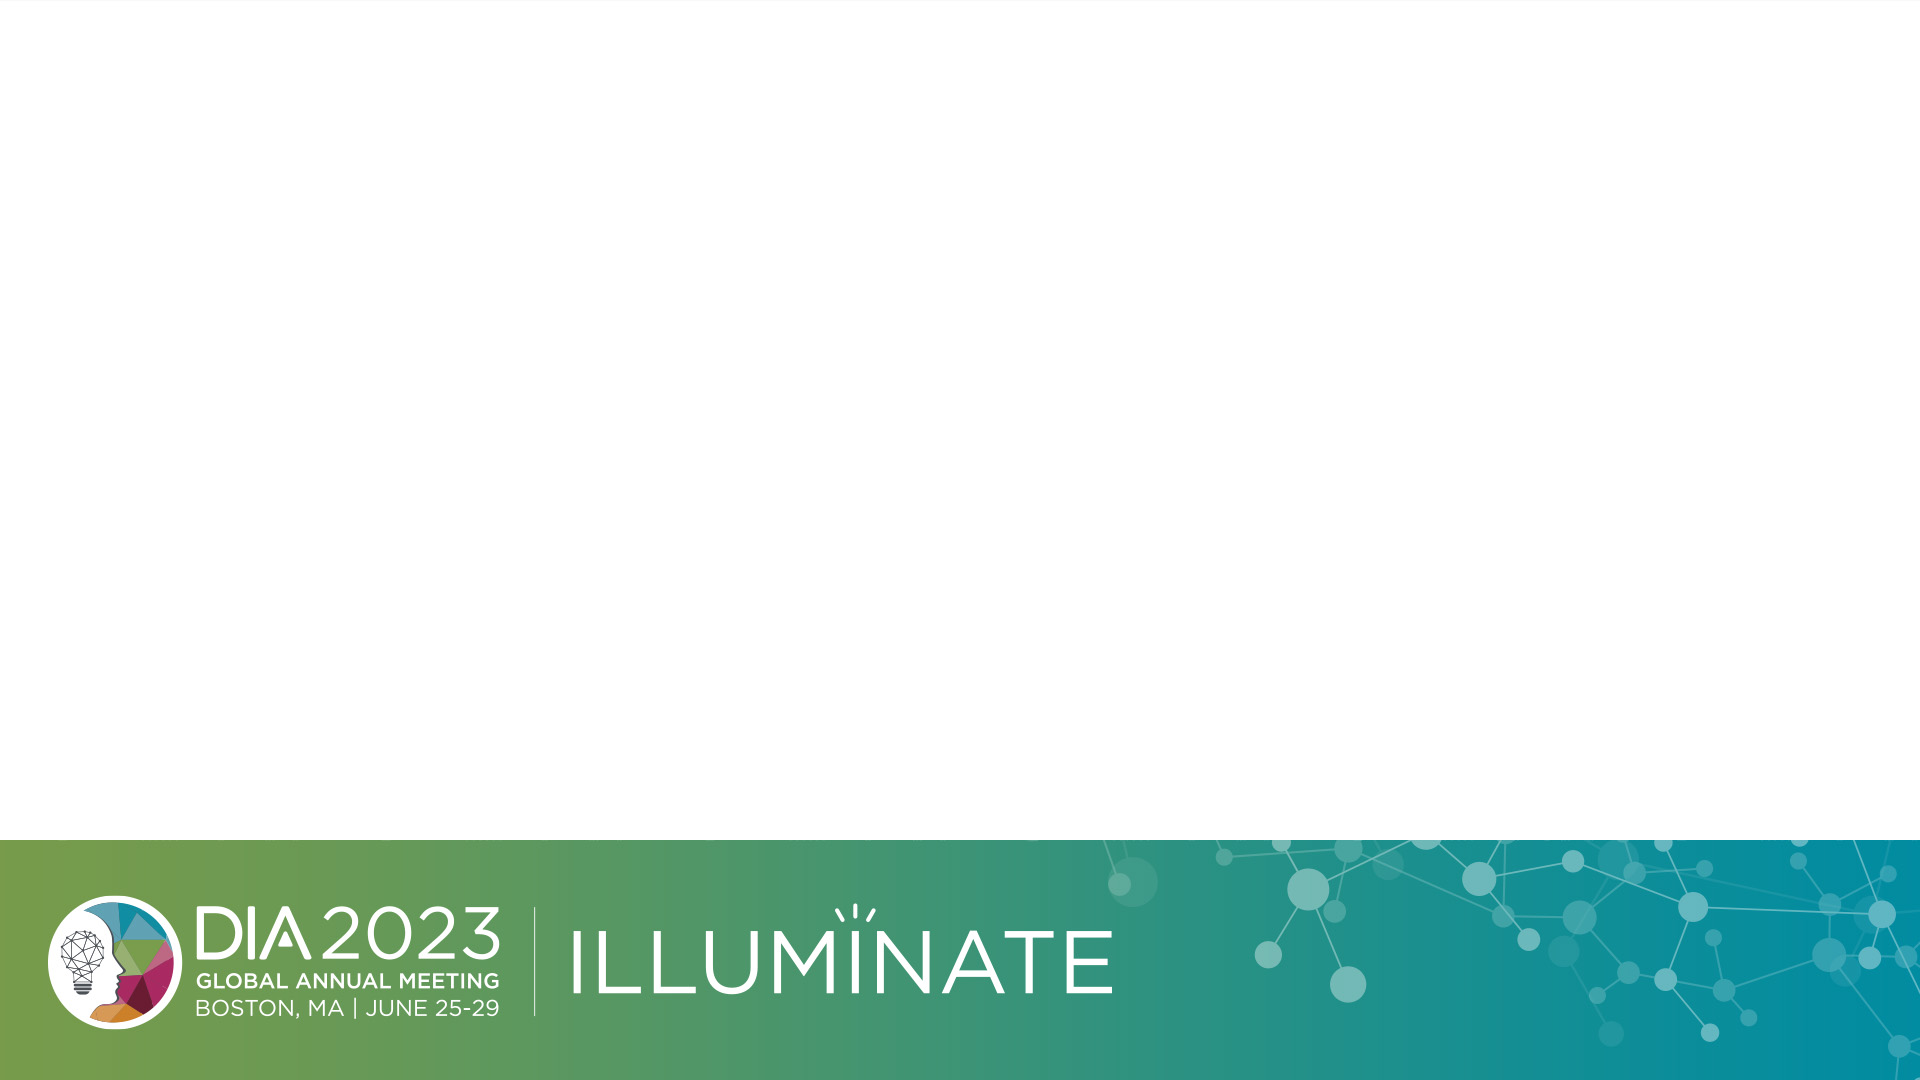 DIA 2023
GLOBAL ANNUAL MEETING
BOSTON, MA | JUNE 25-29
ILLUMINATE